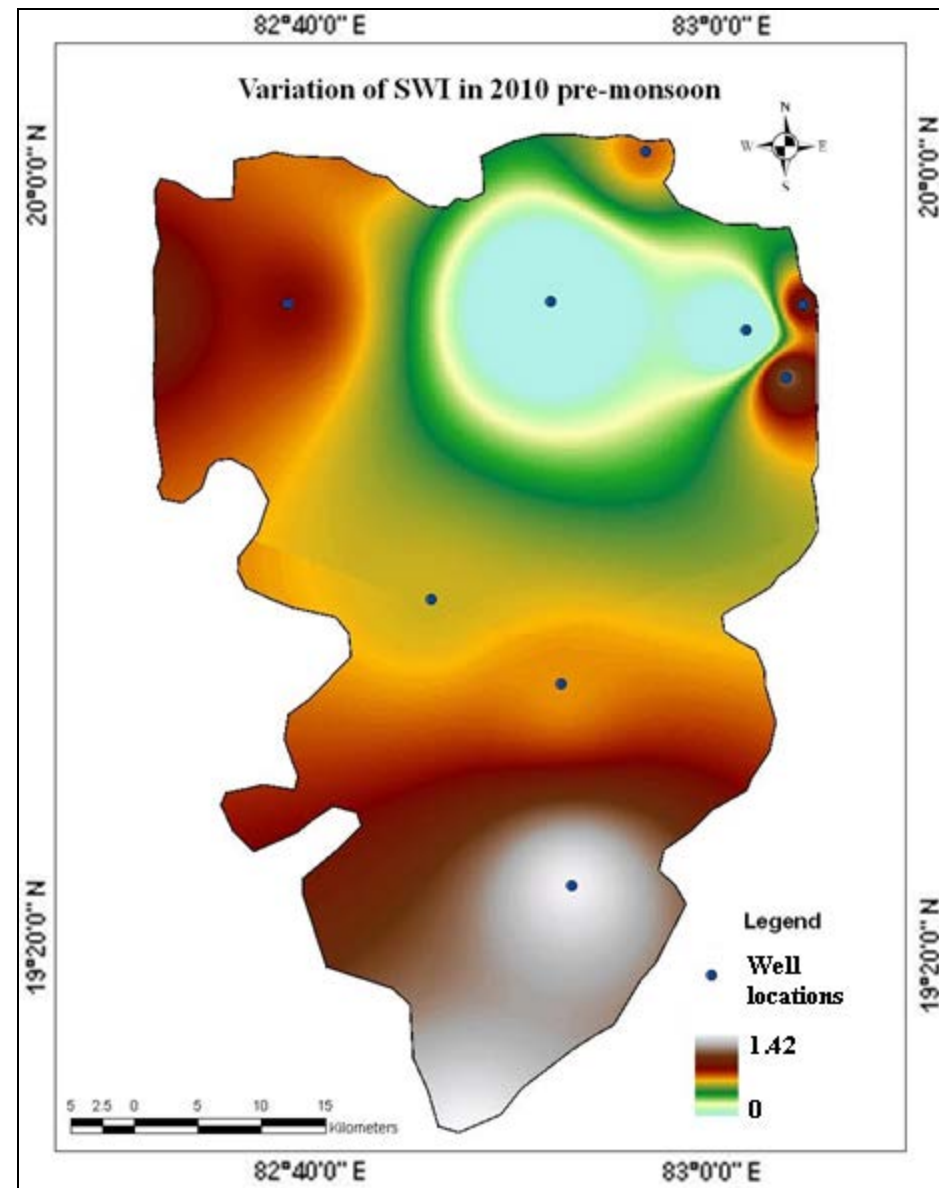 82°40'0" E
83°0'0" E
Variation of SWI in 2010 pre-monsoon
N
W
E
S
20°0'0" N
20°0'0" N
19°20'0" N
19°20'0" N
Legend
Well
locations
1.42
0
5 2.5 0 5 10 15
Kilometers
82°40'0" E
83°0'0" E